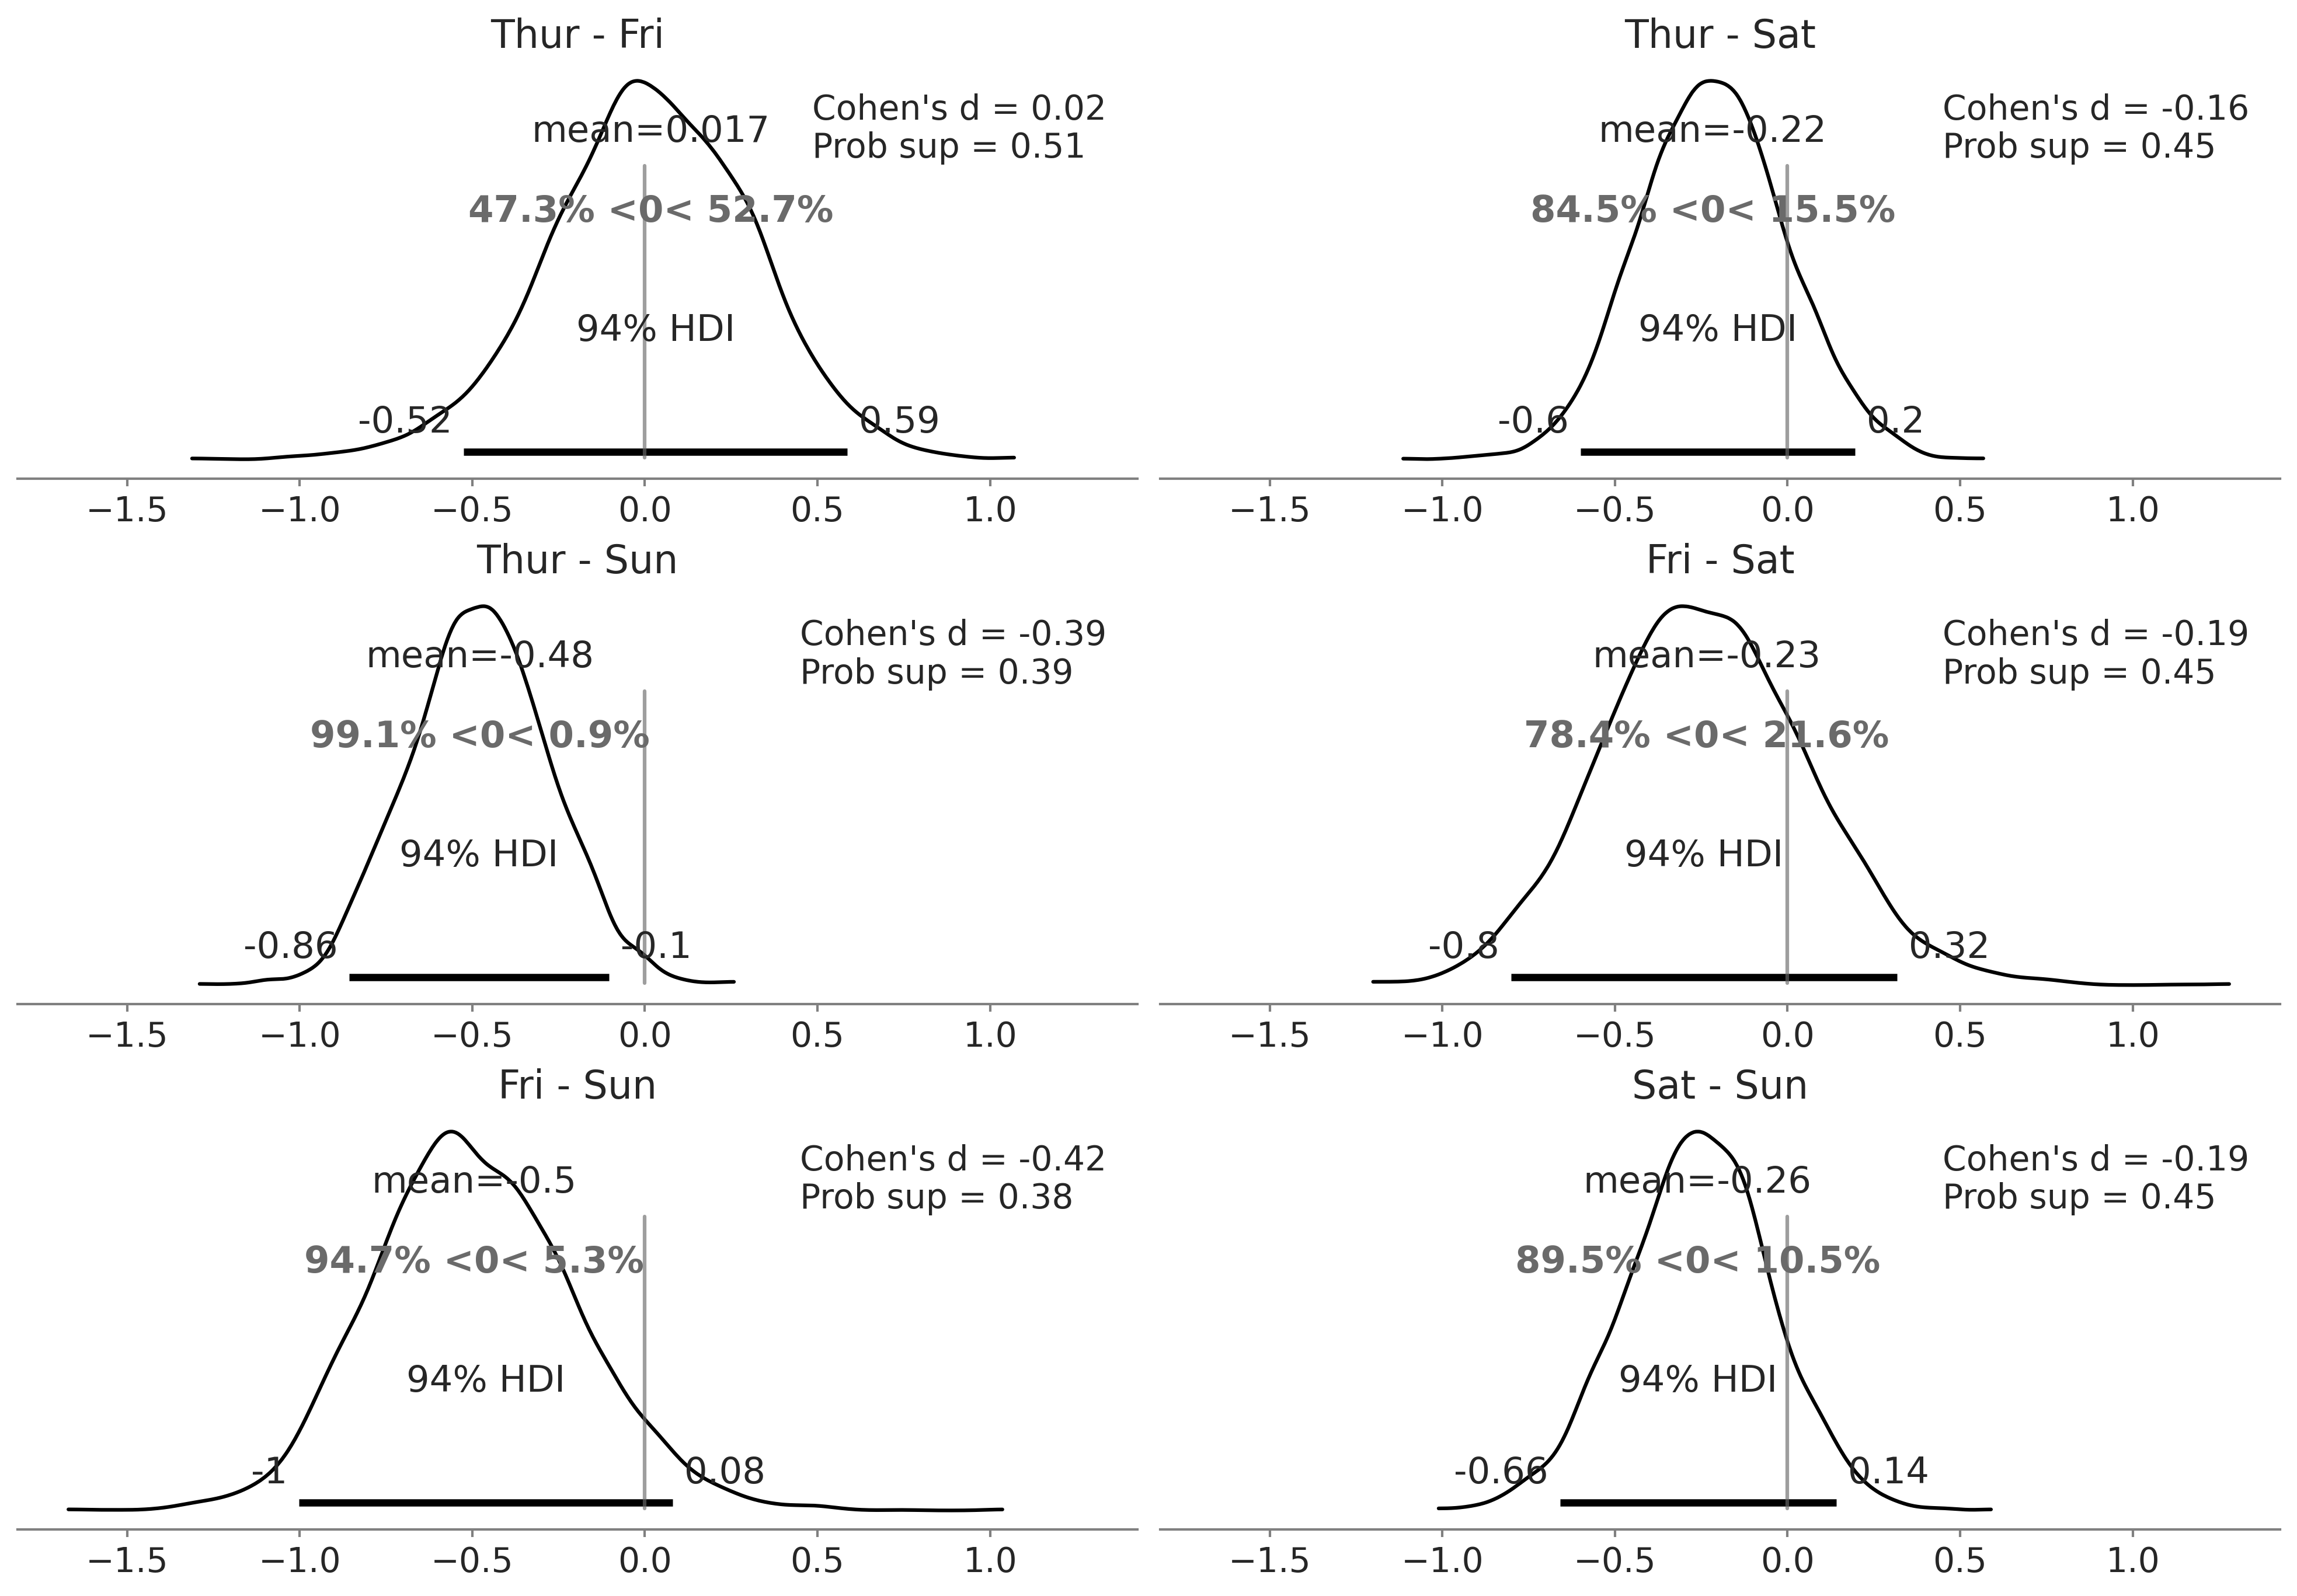 Thur - Fri
Cohen's d = 0.02
Prob sup = 0.51
mean=0.017
47.3% <0< 52.7%
94% HDI
-0.52 0.59
−1.5 −1.0 −0.5 0.0 0.5 1.0
Thur - Sat
Cohen's d = -0.16
Prob sup = 0.45
mean=-0.22
84.5% <0< 15.5%
94% HDI
-0.6 0.2
−1.5 −1.0 −0.5 0.0 0.5 1.0
Thur - Sun
Cohen's d = -0.39
Prob sup = 0.39
mean=-0.48
99.1% <0< 0.9%
94% HDI
-0.86 -0.1
−1.5 −1.0 −0.5 0.0 0.5 1.0
Fri - Sat
Cohen's d = -0.19
Prob sup = 0.45
mean=-0.23
78.4% <0< 21.6%
94% HDI
-0.8 0.32
−1.5 −1.0 −0.5 0.0 0.5 1.0
Fri - Sun
Cohen's d = -0.42
Prob sup = 0.38
mean=-0.5
94.7% <0< 5.3%
94% HDI
-1 0.08
−1.5 −1.0 −0.5 0.0 0.5 1.0
Sat - Sun
Cohen's d = -0.19
Prob sup = 0.45
mean=-0.26
89.5% <0< 10.5%
94% HDI
-0.66 0.14
−1.5 −1.0 −0.5 0.0 0.5 1.0